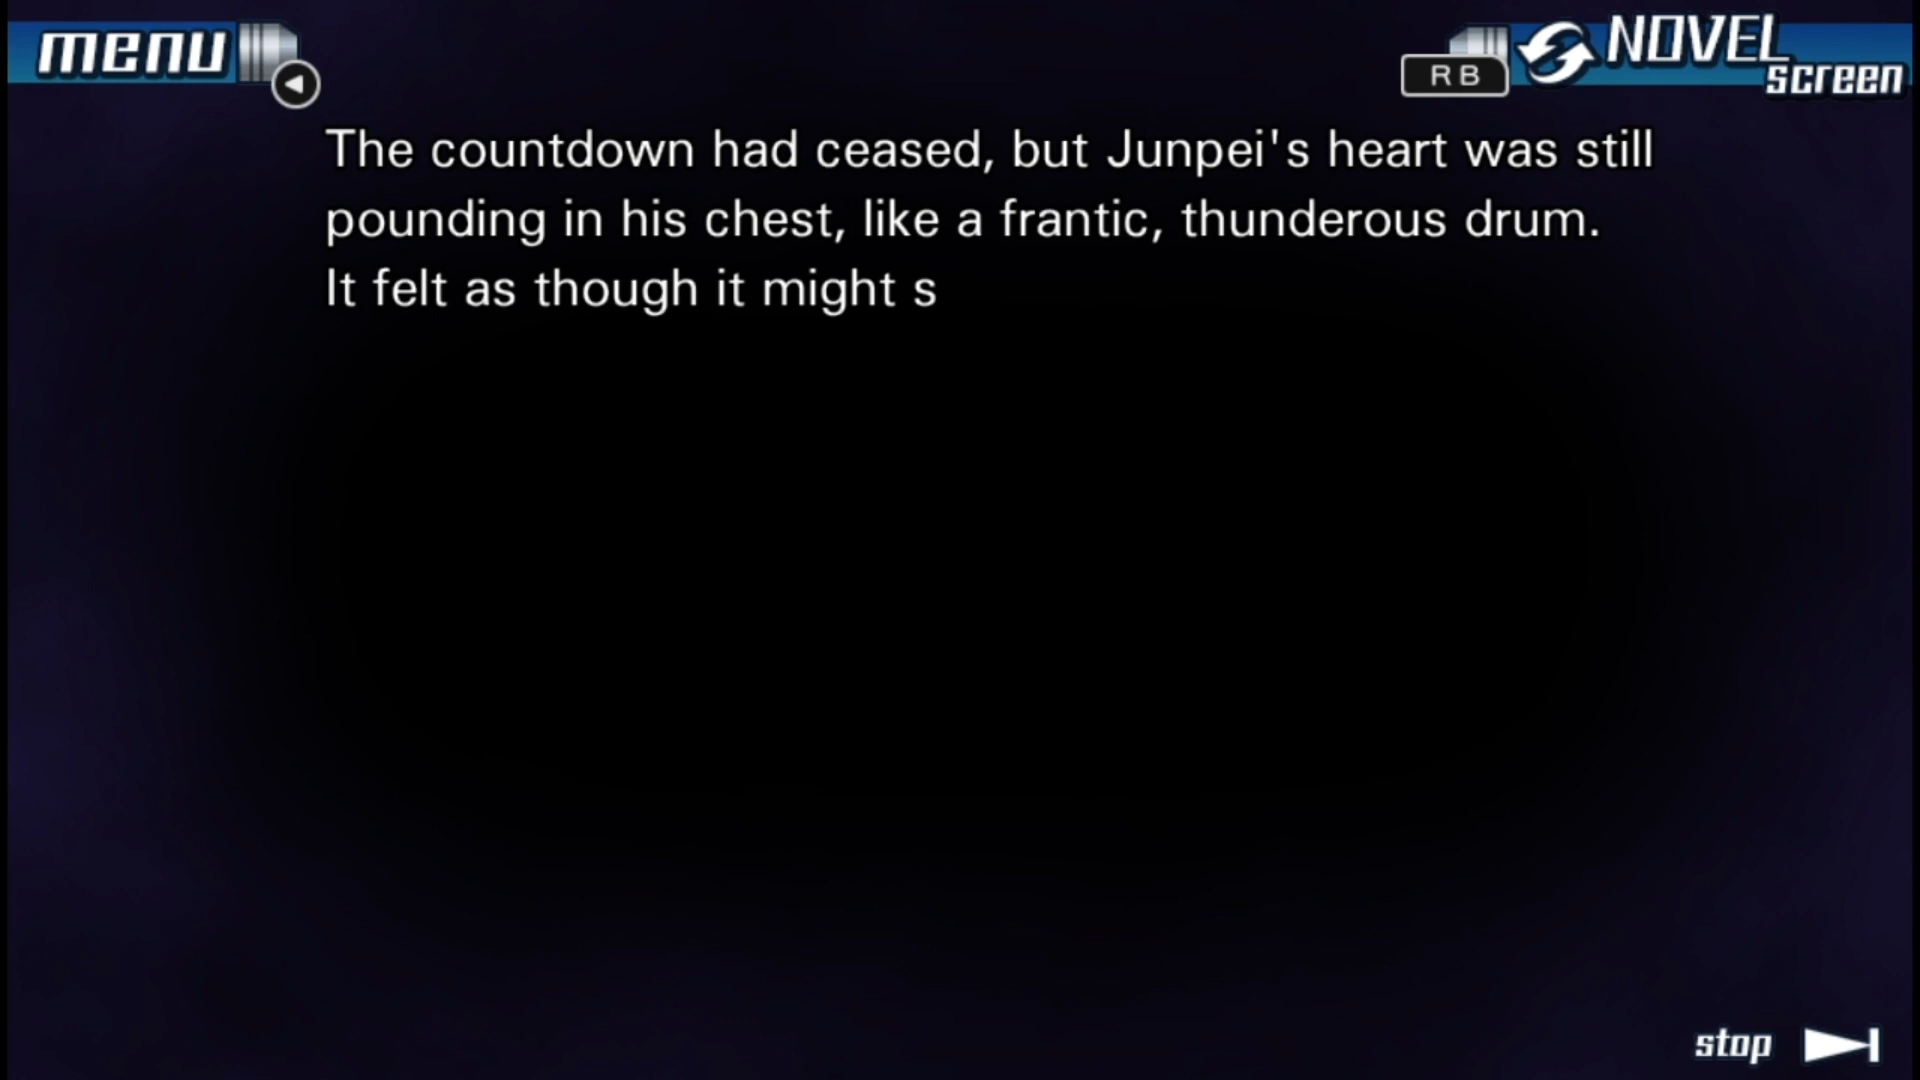 menu
RB
NOVEL
screen
The countdown had ceased, but Junpei's heart was still
pounding in his chest, like a frantic, thunderous drum.
It felt as though it might s
stop